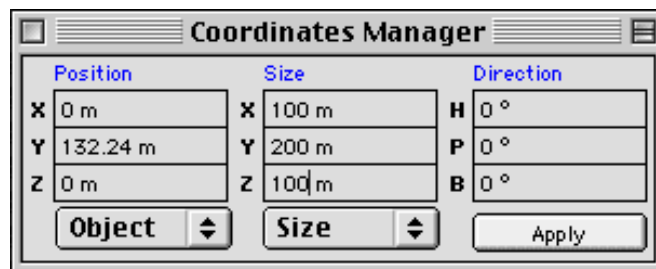 Coordinates Manager
Position Size Direction
X 0 m X 100 m H 0 °
Y 132.24 m Y 200 m P 0 °
Z 0 m Z 100 m B 0 °
Object Size Apply